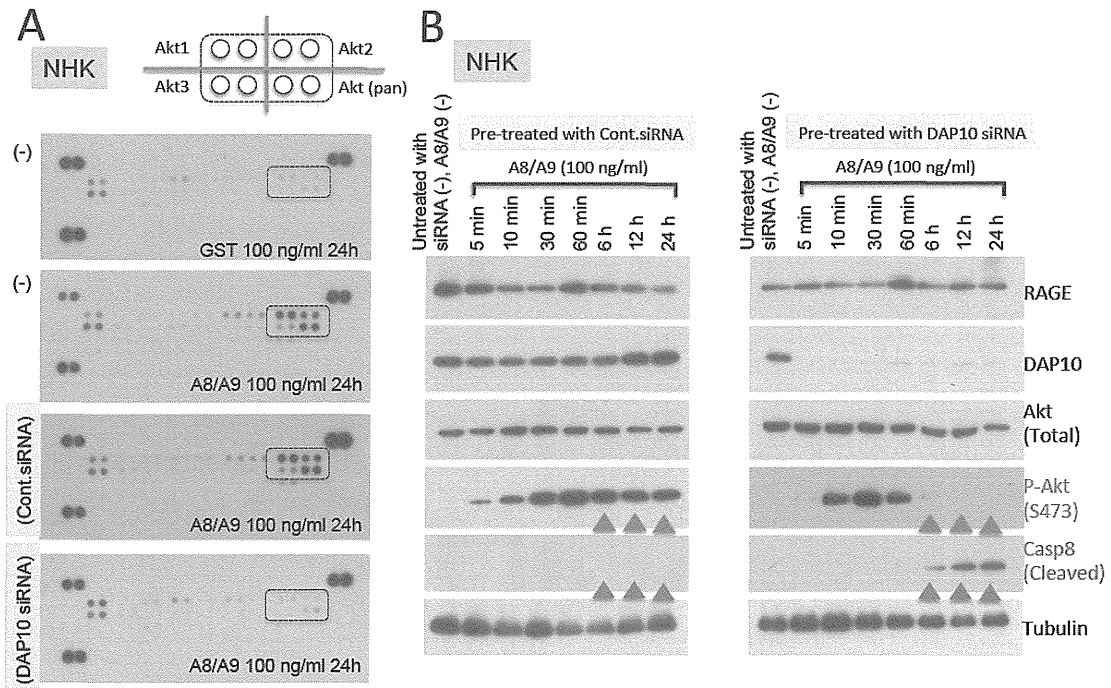 A
B
Akt1
Akt2
NHK
Akt3
Akt (pan)
(-)
GST 100 ng/ml 24h
(-)
A8/A9 100 ng/ml 24h
(Cont.siRNA)
A8/A9 100 ng/ml 24h
(DAP10 siRNA)
A8/A9 100 ng/ml 24h
NHK
Untreated with
siRNA (-), A8/A9 (-)
Pre-treated with Cont.siRNA
A8/A9 (100 ng/ml)
5 min
10 min
30 min
60 min
6 h
12 h
24 h
Untreated with
siRNA (-), A8/A9 (-)
Pre-treated with DAP10 siRNA
A8/A9 (100 ng/ml)
5 min
10 min
30 min
60 min
6 h
12 h
24 h
RAGE
DAP10
Akt
(Total)
P-Akt
(S473)
Casp8
(Cleaved)
Tubulin